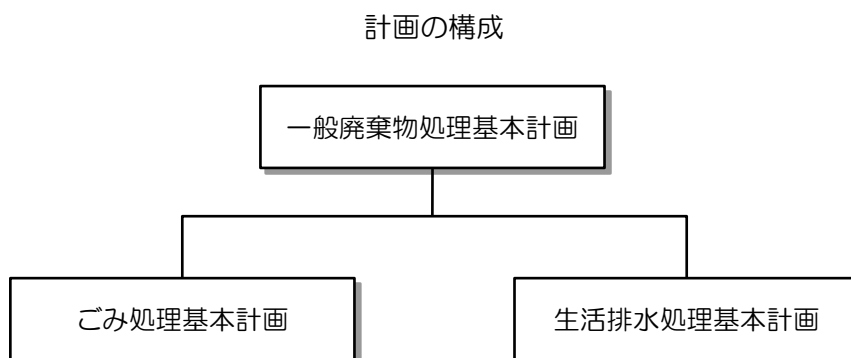 計画の構成
一般廃棄物処理基本計画
ごみ処理基本計画
生活排水処理基本計画